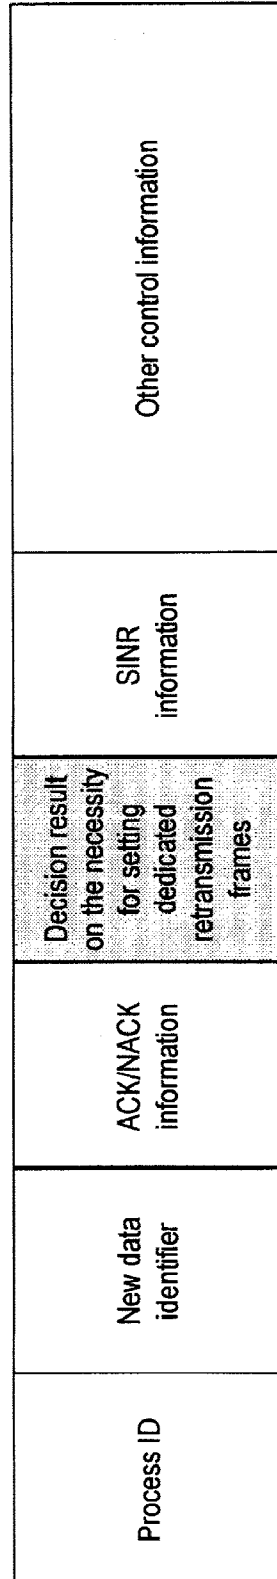 Process ID
New data
identifier
ACK/NACK
information
Decision result
on the necessity
for setting
dedicated
retransmission
frames
SINR
information
Other control information